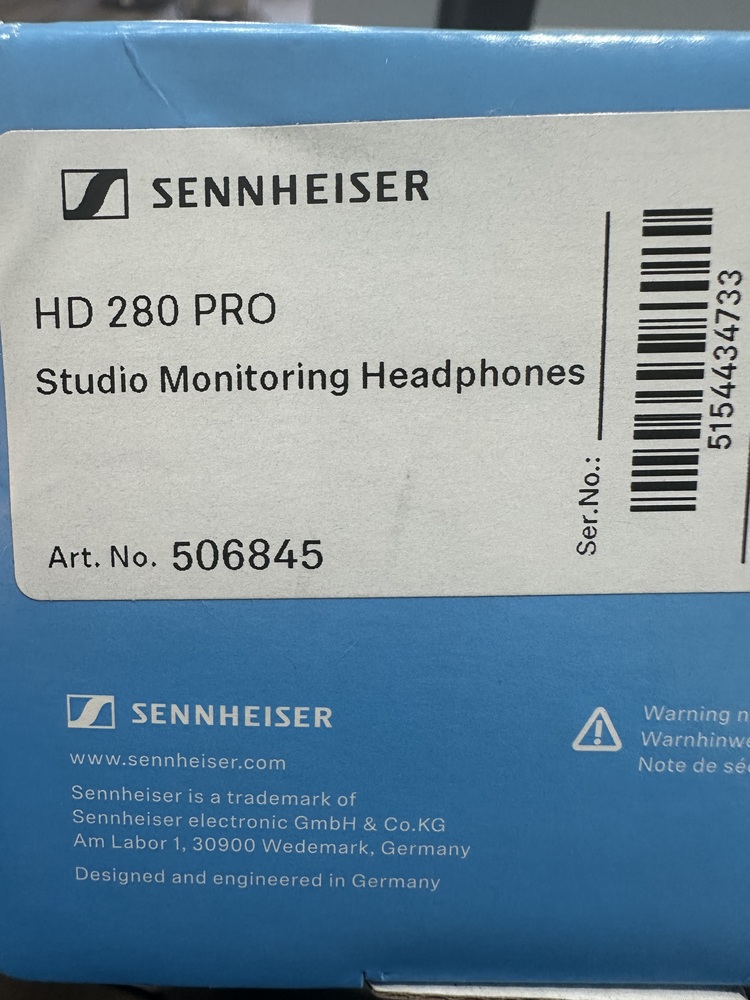 SENNHEISER
HD 280 PRO
Studio Monitoring Headphones
Art. No. 506845
Ser.No.:
5154434733
SENNHEISER
www.sennheiser.com
Sennheiser is a trademark of
Sennheiser electronic GmbH & Co.KG
Am Labor 1, 30900 Wedemark, Germany
Designed and engineered in Germany
Warning
Note de